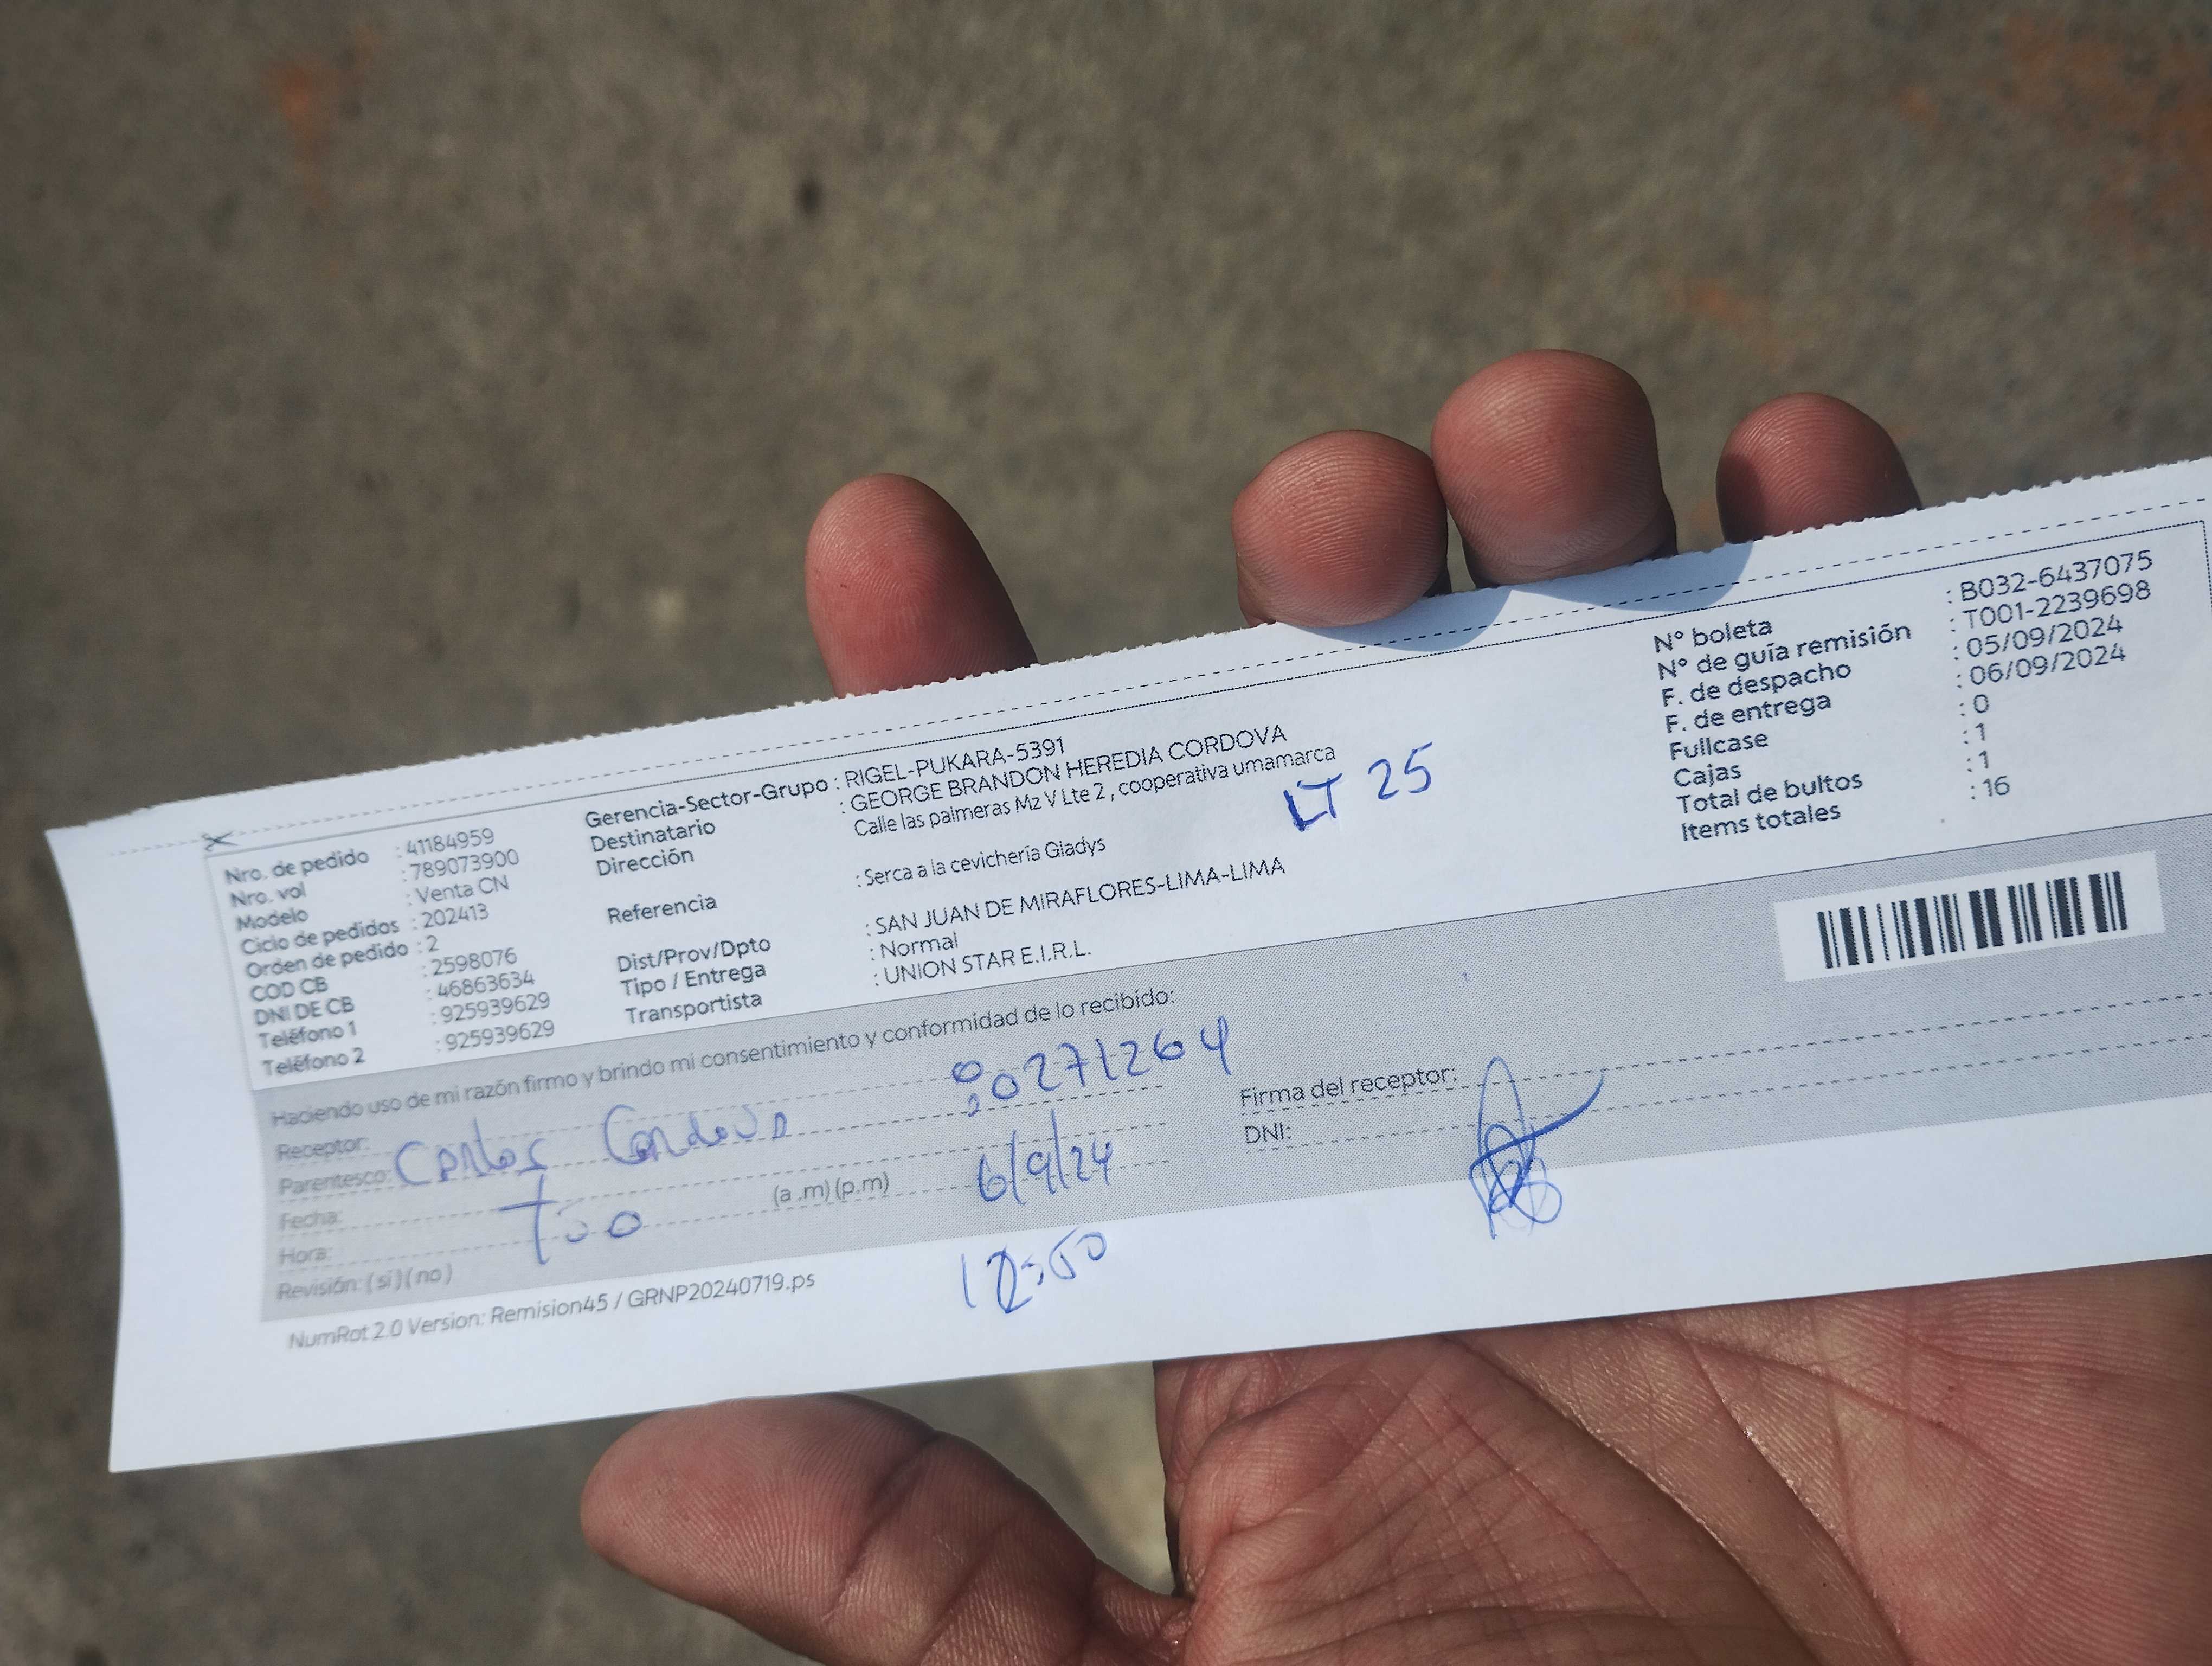 Nro. de pedido : 41184959
Nro. vol : 789073900
Modelo : Venta CN
Ciclo de pedidos : 202413
Orden de pedido : 2
COD CB : 2598076
DNI DE CB : 46863634
Teléfono 1 : 925939629
Teléfono 2 : 925939629
Gerencia-Sector-Grupo : RIGEL-PUKARA-5391
Destinatario : GEORGE BRANDON HEREDIA CORDOVA
Dirección Calle las palmeras Mz V Lte 2 , cooperativa umamarca
LT 25
Referencia : Serca a la cevichería Gladys
Dist/Prov/Dpto : SAN JUAN DE MIRAFLORES-LIMA-LIMA
Tipo / Entrega : Normal
Transportista : UNION STAR E.I.R.L.
N° boleta : B032-6437075
N° de guía remisión : T001-2239698
F. de despacho : 05/09/2024
F. de entrega : 06/09/2024
Fullcase : 0
Cajas : 1
Total de bultos : 1
Items totales : 16
Haciendo uso de mi razón firmo y brindo mi consentimiento y conformidad de lo recibido:
Receptor:
Parentesco: Carlos Cordova
Fecha:
Hora: Tio (a .m) (p.m)
Revisión: ( si ) ( no )
6/9/24
12:50
Firma del receptor:
DNI:
NumRot 2.0 Version: Remision45 / GRNP20240719.ps